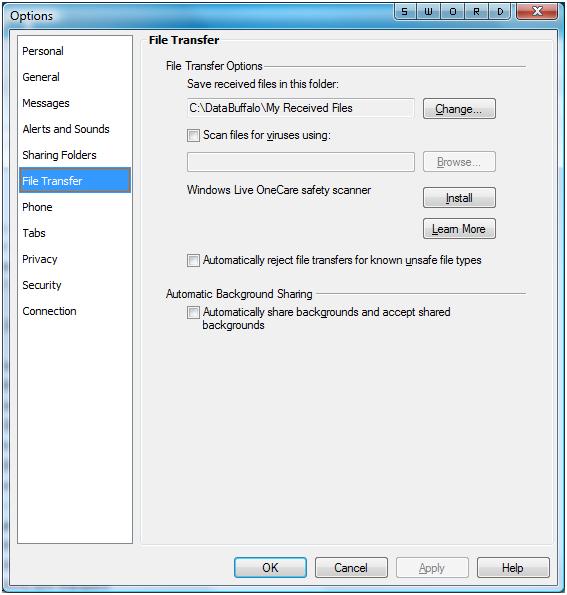 Options
S W O R D X
Personal
General
Messages
Alerts and Sounds
Sharing Folders
File Transfer
Phone
Tabs
Privacy
Security
Connection
File Transfer
File Transfer Options
Save received files in this folder:
C:\DataBuffalo\My Received Files
Change...
Scan files for viruses using:
Browse...
Windows Live OneCare safety scanner
Install
Learn More
Automatically reject file transfers for known unsafe file types
Automatic Background Sharing
Automatically share backgrounds and accept shared
backgrounds
OK
Cancel
Apply
Help